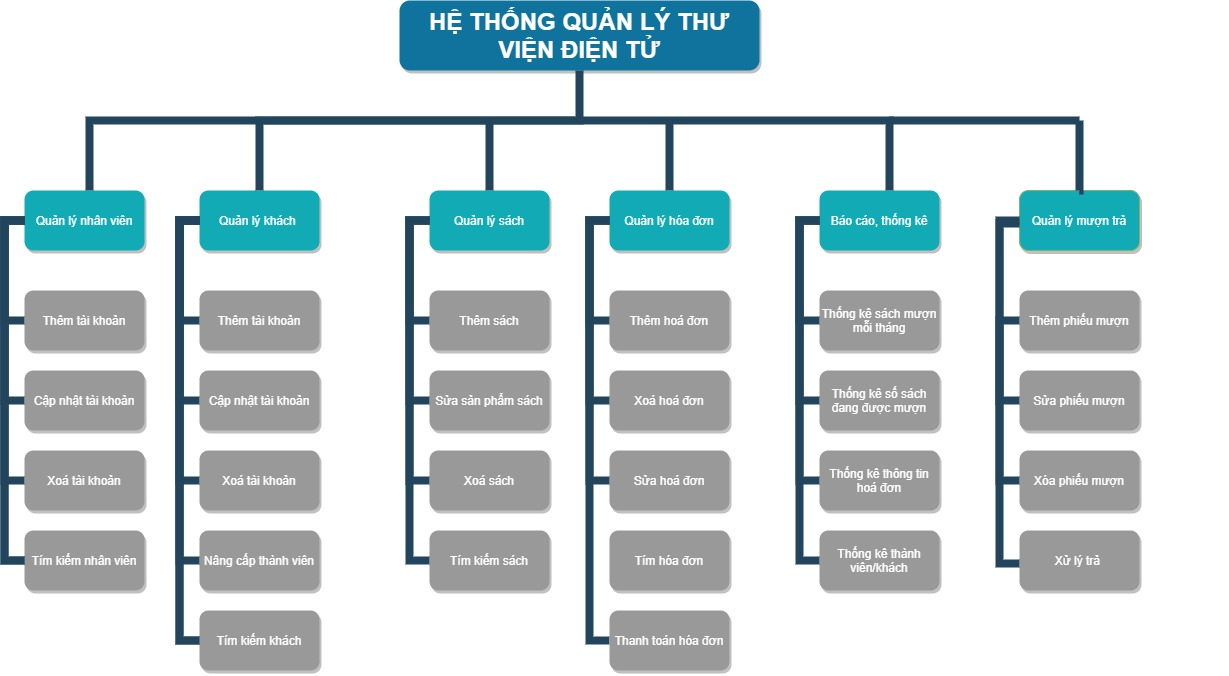 HỆ THỐNG QUẢN LÝ THƯ
VIỆN ĐIỆN TỬ
Quản lý nhân viên
Thêm tài khoản
Cập nhật tài khoản
Xoá tài khoản
Tím kiếm nhân viên
Quản lý khách
Thêm tài khoản
Cập nhật tài khoản
Xoá tài khoản
Nâng cấp thành viên
Tím kiếm khách
Quản lý sách
Thêm sách
Sửa sản phẩm sách
Xoá sách
Tím kiếm sách
Quản lý hóa đơn
Thêm hoá đơn
Xoá hoá đơn
Sửa hoá đơn
Tím hóa đơn
Thanh toán hóa đơn
Báo cáo, thống kê
Thống kê sách mượn
mỗi tháng
Thống kê số sách
đang được mượn
Thống kê thông tin
hoá đơn
Thống kê thành
viên/khách
Quản lý mượn trả
Thêm phiếu mượn
Sửa phiếu mượn
Xóa phiếu mượn
Xử lý trả